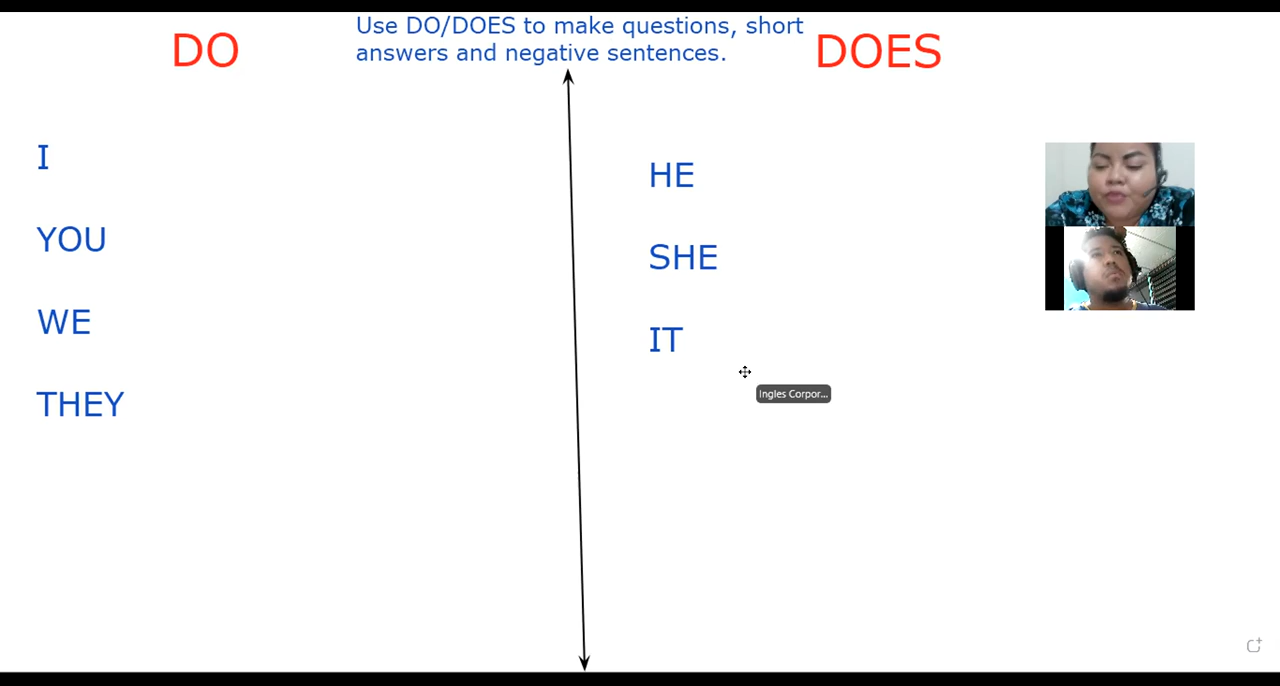 DO
Use DO/DOES to make questions, short
answers and negative sentences.
DOES
I
YOU
WE
THEY
HE
SHE
IT
Ingles Corpor...